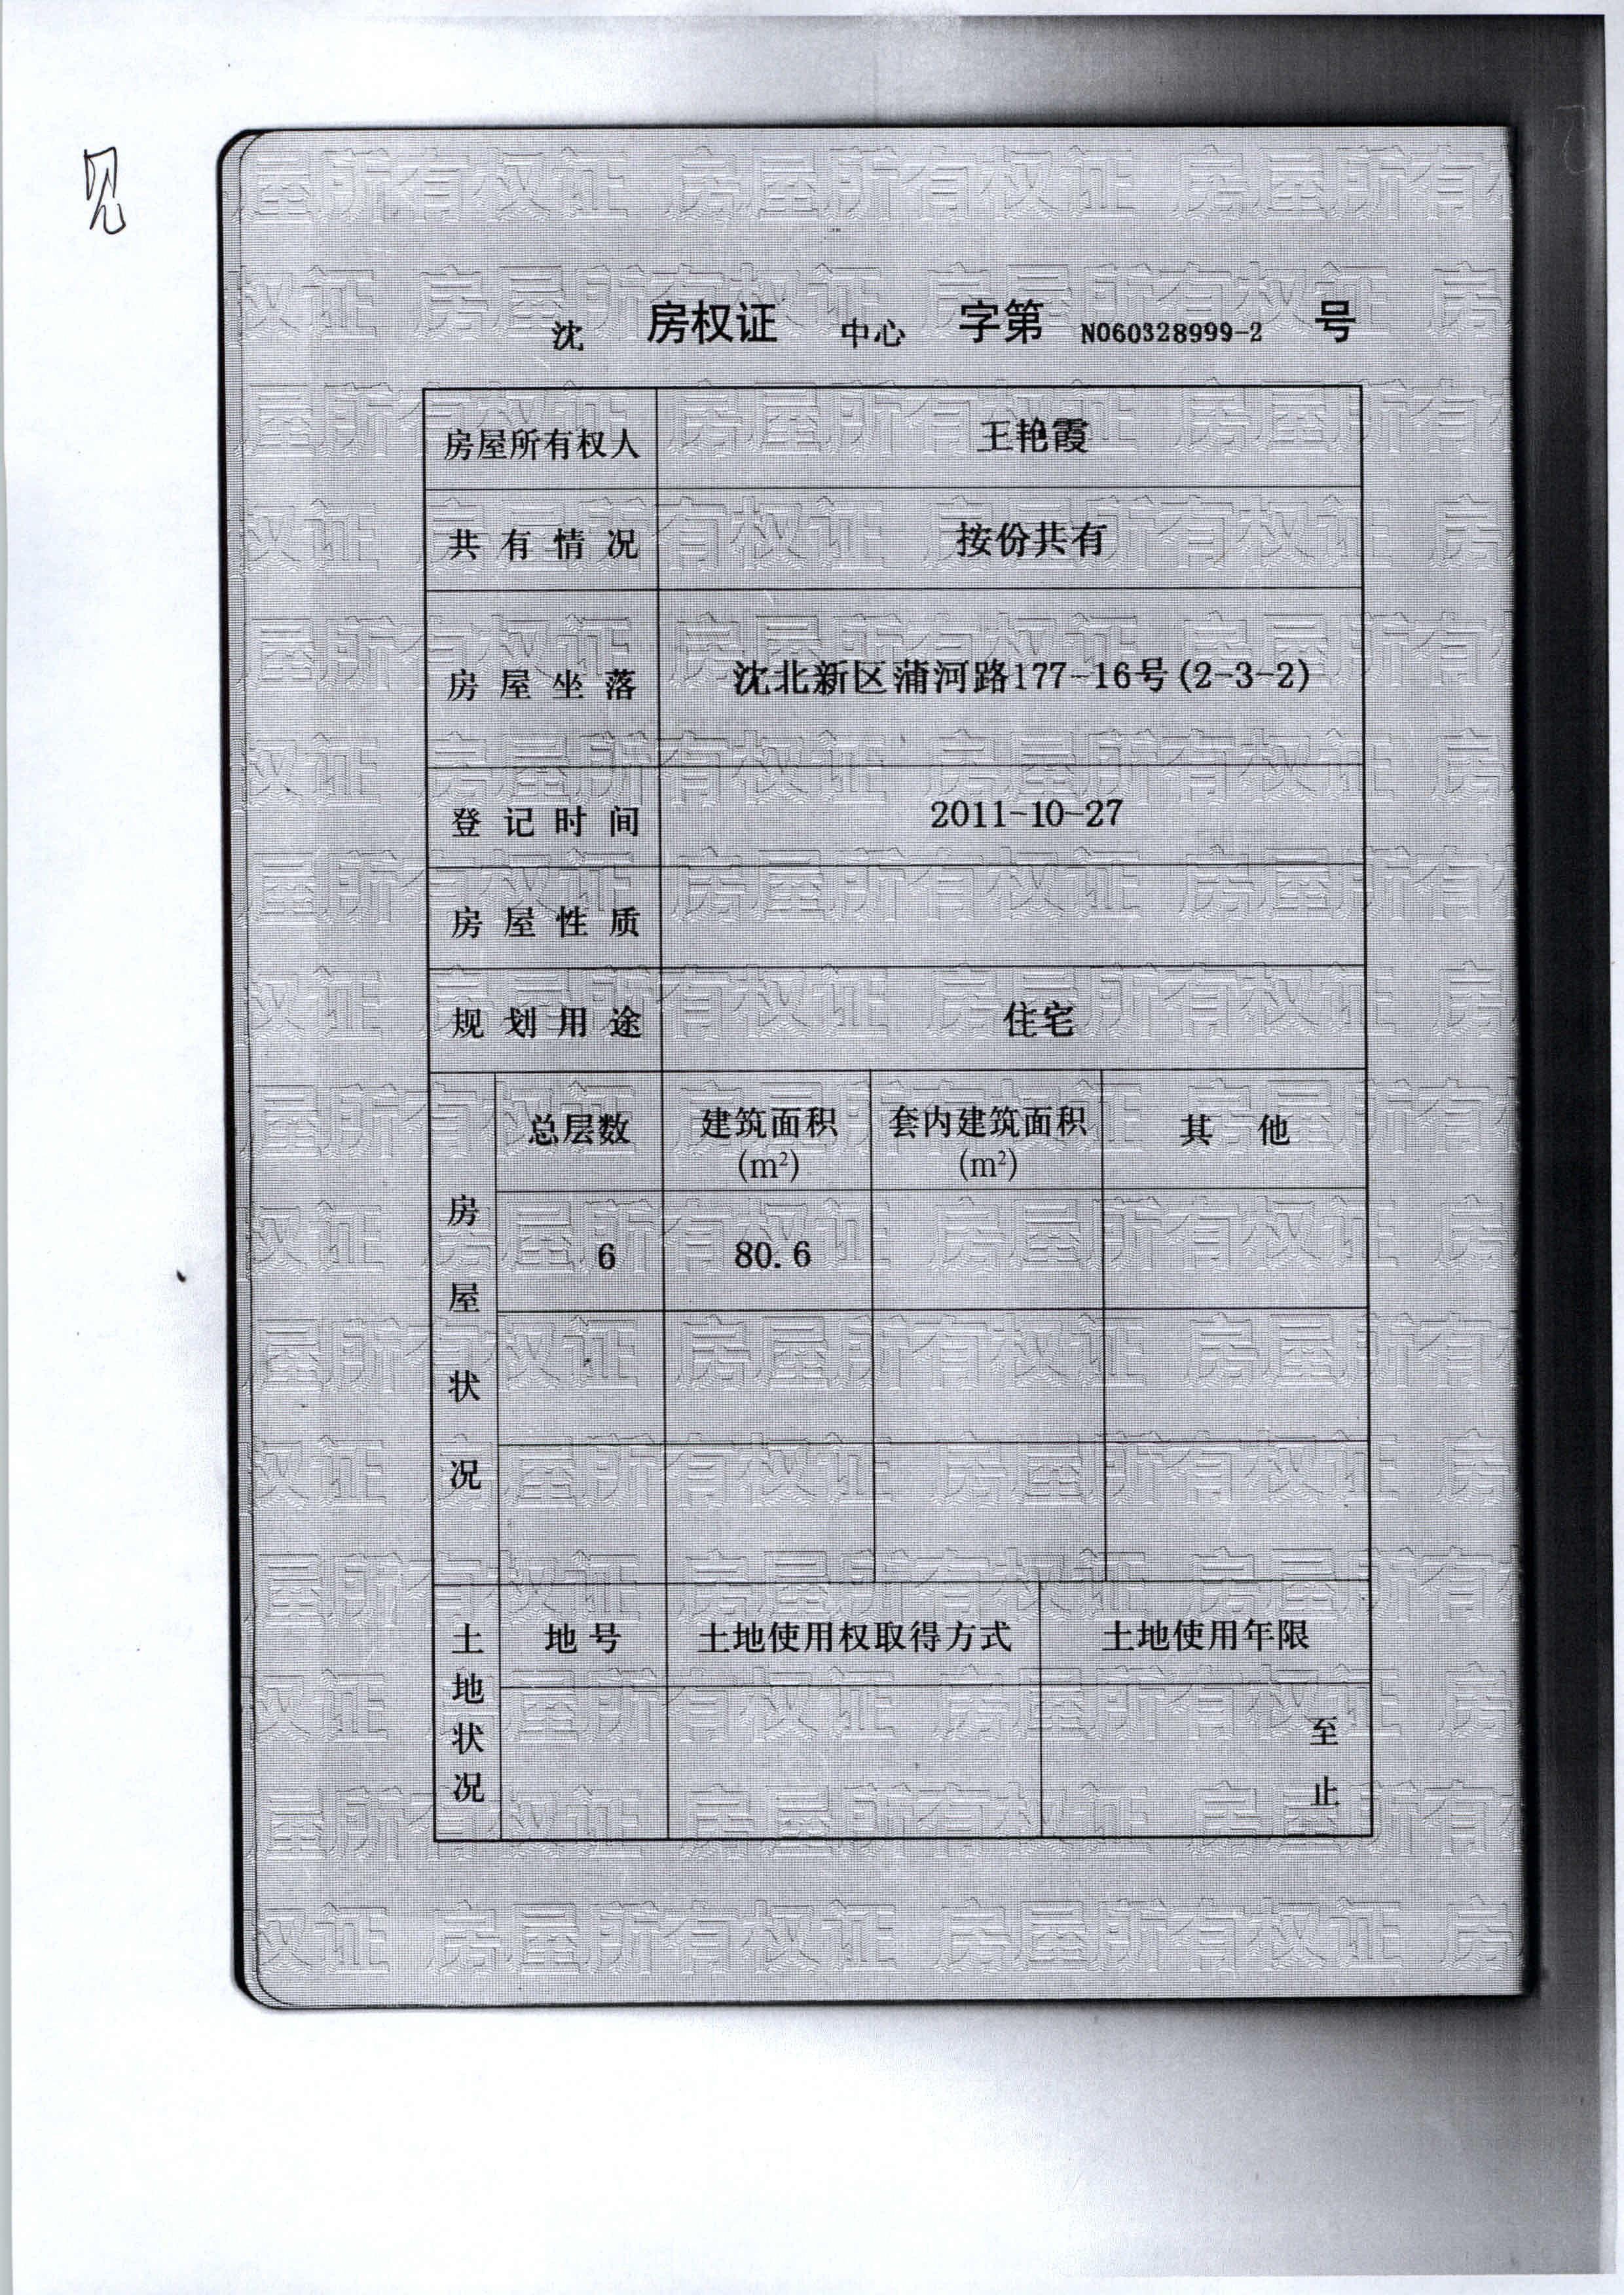 见
沈 房权证 中心 字第 N060328999-2 号
房屋所有权人 王艳霞
共有情况 按份共有
房屋坐落 沈北新区蒲河路177-16号(2-3-2)
登记时间 2011-10-27
房屋性质
规划用途 住宅
房屋状况
总层数 建筑面积(m²) 套内建筑面积(m²) 其他
6 80.6
土地状况
地号 土地使用权取得方式 土地使用年限
至
止